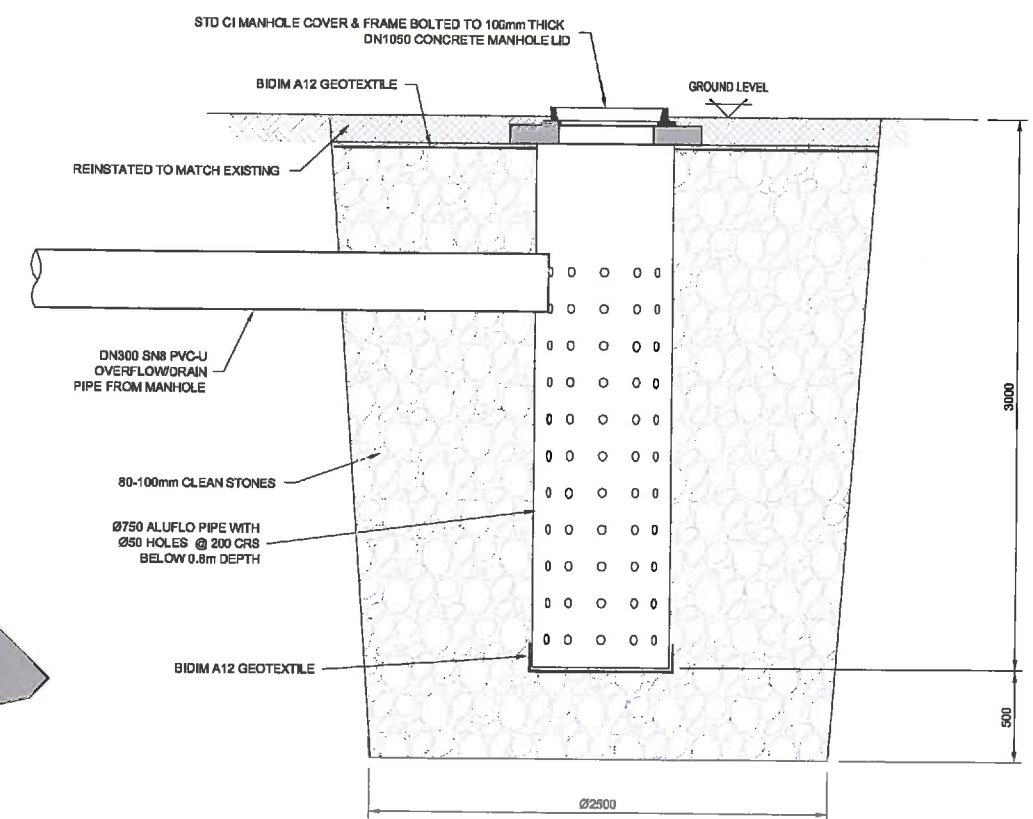 STD CI MANHOLE COVER & FRAME BOLTED TO 100mm THICK
DN1050 CONCRETE MANHOLE LID
BIDIM A12 GEOTEXTILE
GROUND LEVEL
REINSTATED TO MATCH EXISTING
DN300 SN8 PVC-U
OVERFLOW/DRAIN
PIPE FROM MANHOLE
3000
80-100mm CLEAN STONES
Ø750 ALUFLO PIPE WITH
Ø50 HOLES @ 200 CRS
BELOW 0.8m DEPTH
BIDIM A12 GEOTEXTILE
500
Ø2500